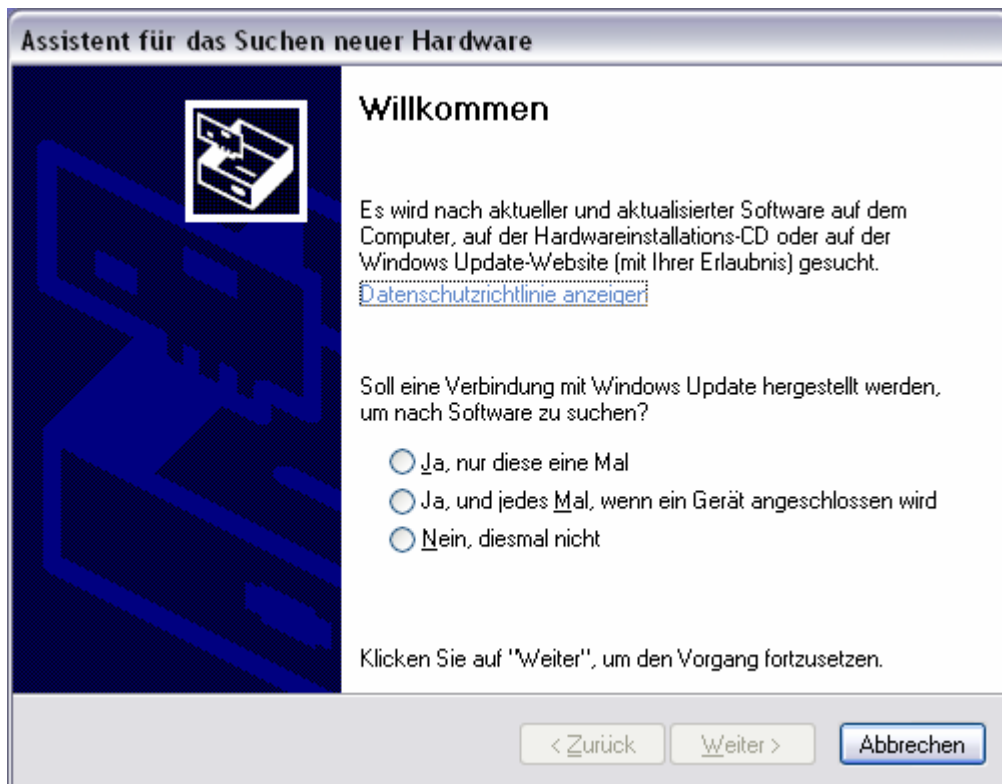 Assistent für das Suchen neuer Hardware
Willkommen
Es wird nach aktueller und aktualisierter Software auf dem
Computer, auf der Hardwareinstallations-CD oder auf der
Windows Update-Website (mit Ihrer Erlaubnis) gesucht.
Datenschutzrichtlinie anzeigen
Soll eine Verbindung mit Windows Update hergestellt werden,
um nach Software zu suchen?
Ja, nur diese eine Mal
Ja, und jedes Mal, wenn ein Gerät angeschlossen wird
Nein, diesmal nicht
Klicken Sie auf "Weiter", um den Vorgang fortzusetzen.
< Zurück Weiter > Abbrechen